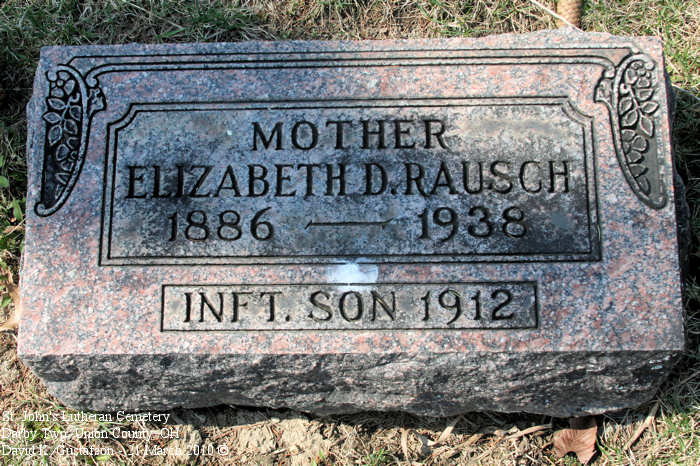 MOTHER
ELIZABETH D. RAUSCH
1886 — 1938
INFT. SON 1912
St. John's Lutheran Cemetery
Darby Twp. Union County, OH
David K. Gustafson - 21 March 2010 ©